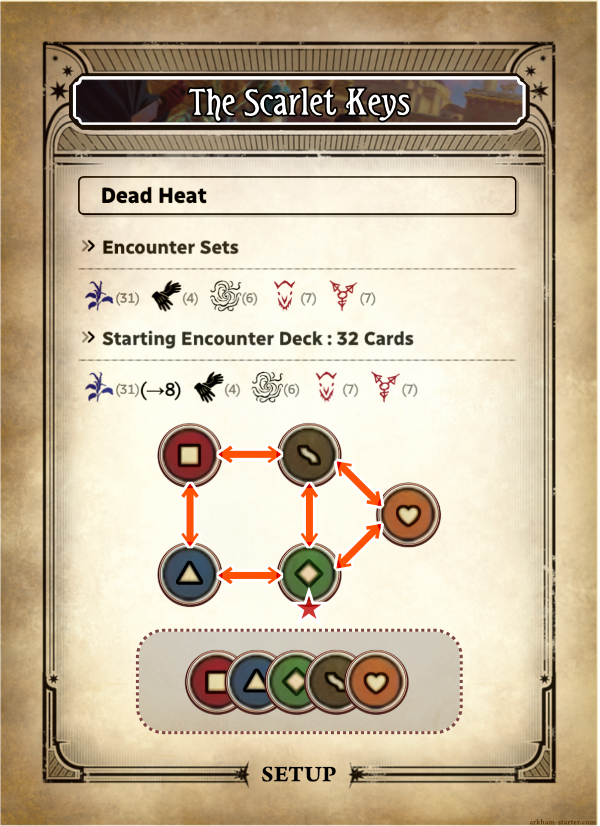 The Scarlet Keys
Dead Heat
» Encounter Sets
(31) (4) (6) (7) (7)
» Starting Encounter Deck : 32 Cards
(31)(→8) (4) (6) (7) (7)
SETUP
arkham-starter.com